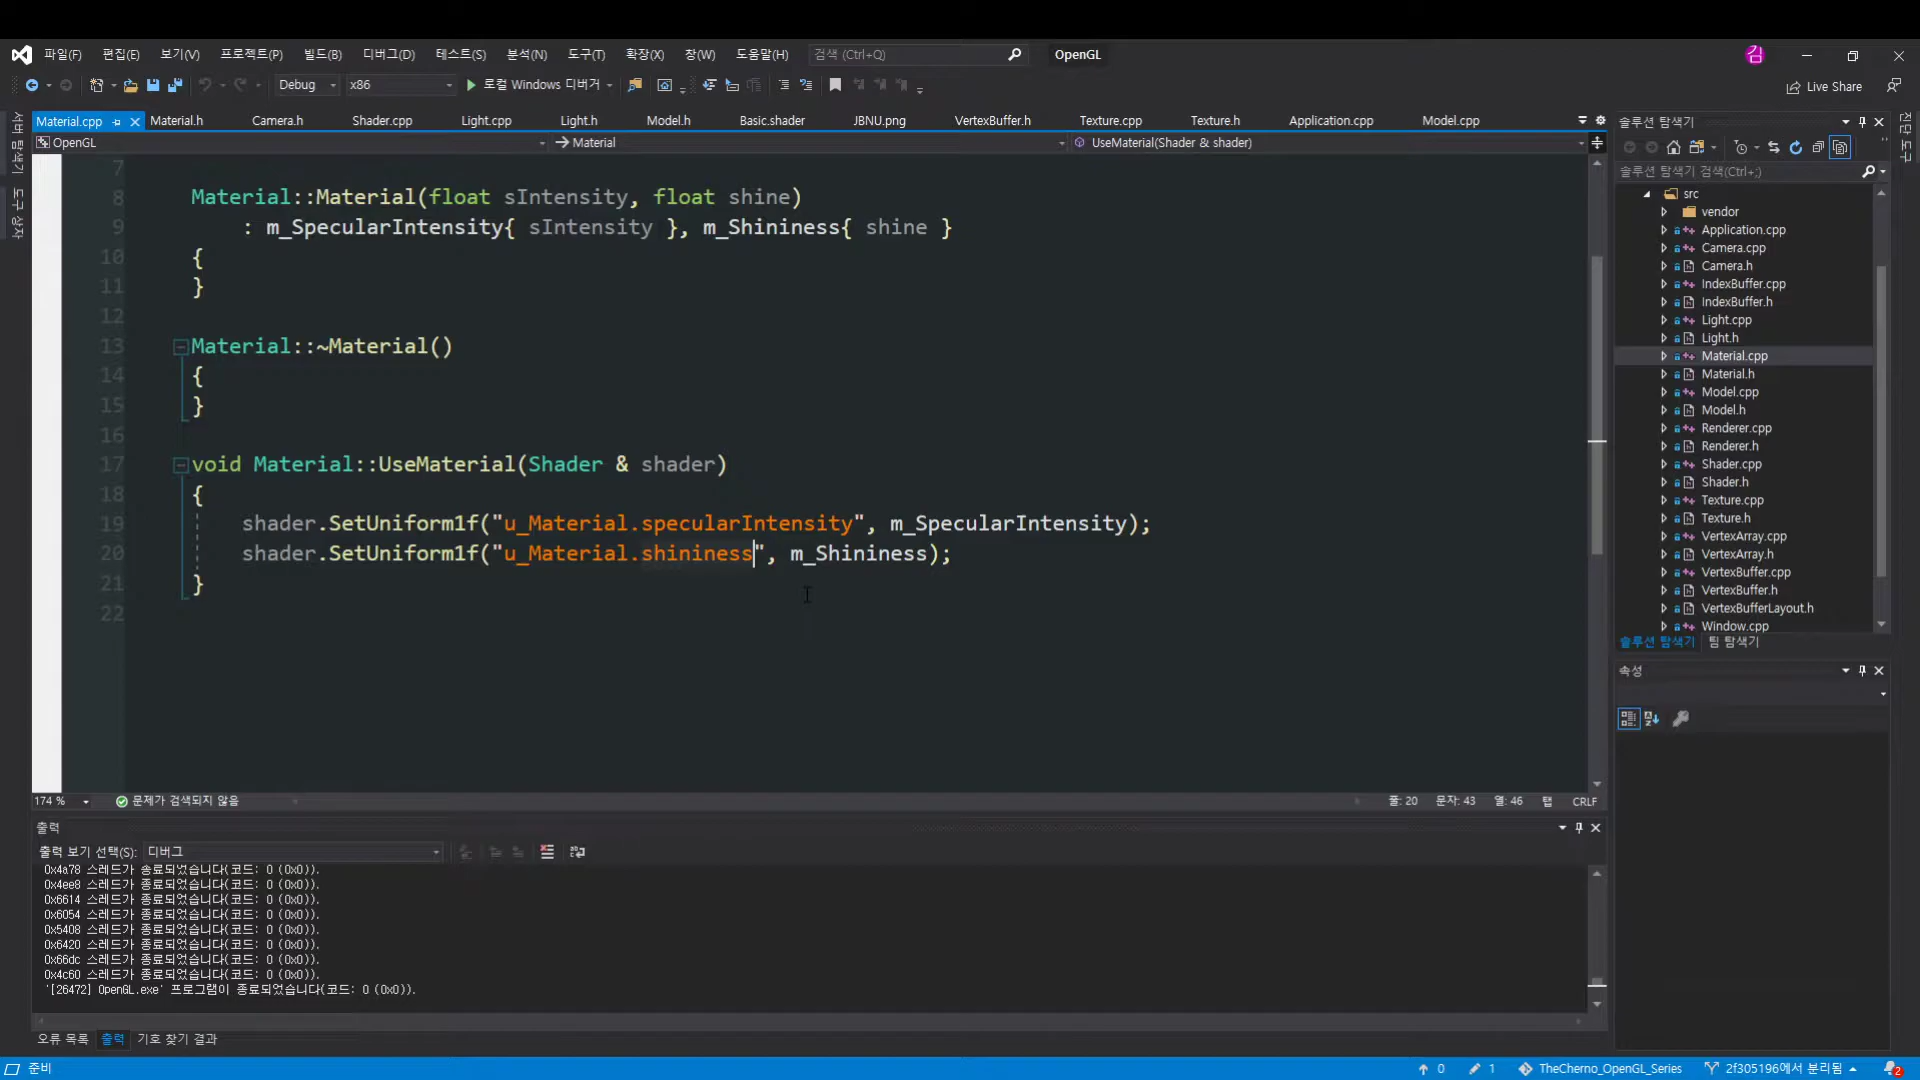 파일(F) 편집(E) 보기(V) 프로젝트(P) 빌드(B) 디버그(D) 테스트(S) 분석(N) 도구(T) 확장(X) 창(W) 도움말(H) 검색 (Ctrl+Q) OpenGL 김
Debug x86 로컬 Windows 디버거 Live Share
서버 탐색기 도구 상자
Material.cpp Material.h Camera.h Shader.cpp Light.cpp Light.h Model.h Basic.shader JBNU.png VertexBuffer.h Texture.cpp Texture.h Application.cpp Model.cpp
OpenGL Material UseMaterial(Shader & shader)
7
8 Material::Material(float sIntensity, float shine)
9 : m_SpecularIntensity{ sIntensity }, m_Shininess{ shine }
10 {
11 }
12
13 Material::~Material()
14 {
15 }
16
17 void Material::UseMaterial(Shader & shader)
18 {
19 shader.SetUniform1f("u_Material.specularIntensity", m_SpecularIntensity);
20 shader.SetUniform1f("u_Material.shininess", m_Shininess);
21 }
22
174 % 문제가 검색되지 않음 줄: 20 문자: 43 열: 46 탭 CRLF
출력
출력 보기 선택(S): 디버그
0x4a78 스레드가 종료되었습니다(코드: 0 (0x0)).
0x4ee8 스레드가 종료되었습니다(코드: 0 (0x0)).
0x6614 스레드가 종료되었습니다(코드: 0 (0x0)).
0x6054 스레드가 종료되었습니다(코드: 0 (0x0)).
0x5408 스레드가 종료되었습니다(코드: 0 (0x0)).
0x6420 스레드가 종료되었습니다(코드: 0 (0x0)).
0x66dc 스레드가 종료되었습니다(코드: 0 (0x0)).
0x4c60 스레드가 종료되었습니다(코드: 0 (0x0)).
'[26472] OpenGL.exe' 프로그램이 종료되었습니다(코드: 0 (0x0)).
오류 목록 출력 기호 찾기 결과
솔루션 탐색기
솔루션 탐색기 검색(Ctrl+;)
src
vendor
Application.cpp
Camera.cpp
Camera.h
IndexBuffer.cpp
IndexBuffer.h
Light.cpp
Light.h
Material.cpp
Material.h
Model.cpp
Model.h
Renderer.cpp
Renderer.h
Shader.cpp
Shader.h
Texture.cpp
Texture.h
VertexArray.cpp
VertexArray.h
VertexBuffer.cpp
VertexBuffer.h
VertexBufferLayout.h
Window.cpp
솔루션 탐색기 팀 탐색기
속성
진단 도구
준비 0 1 TheCherno_OpenGL_Series 2f305196에서 분리됨 2